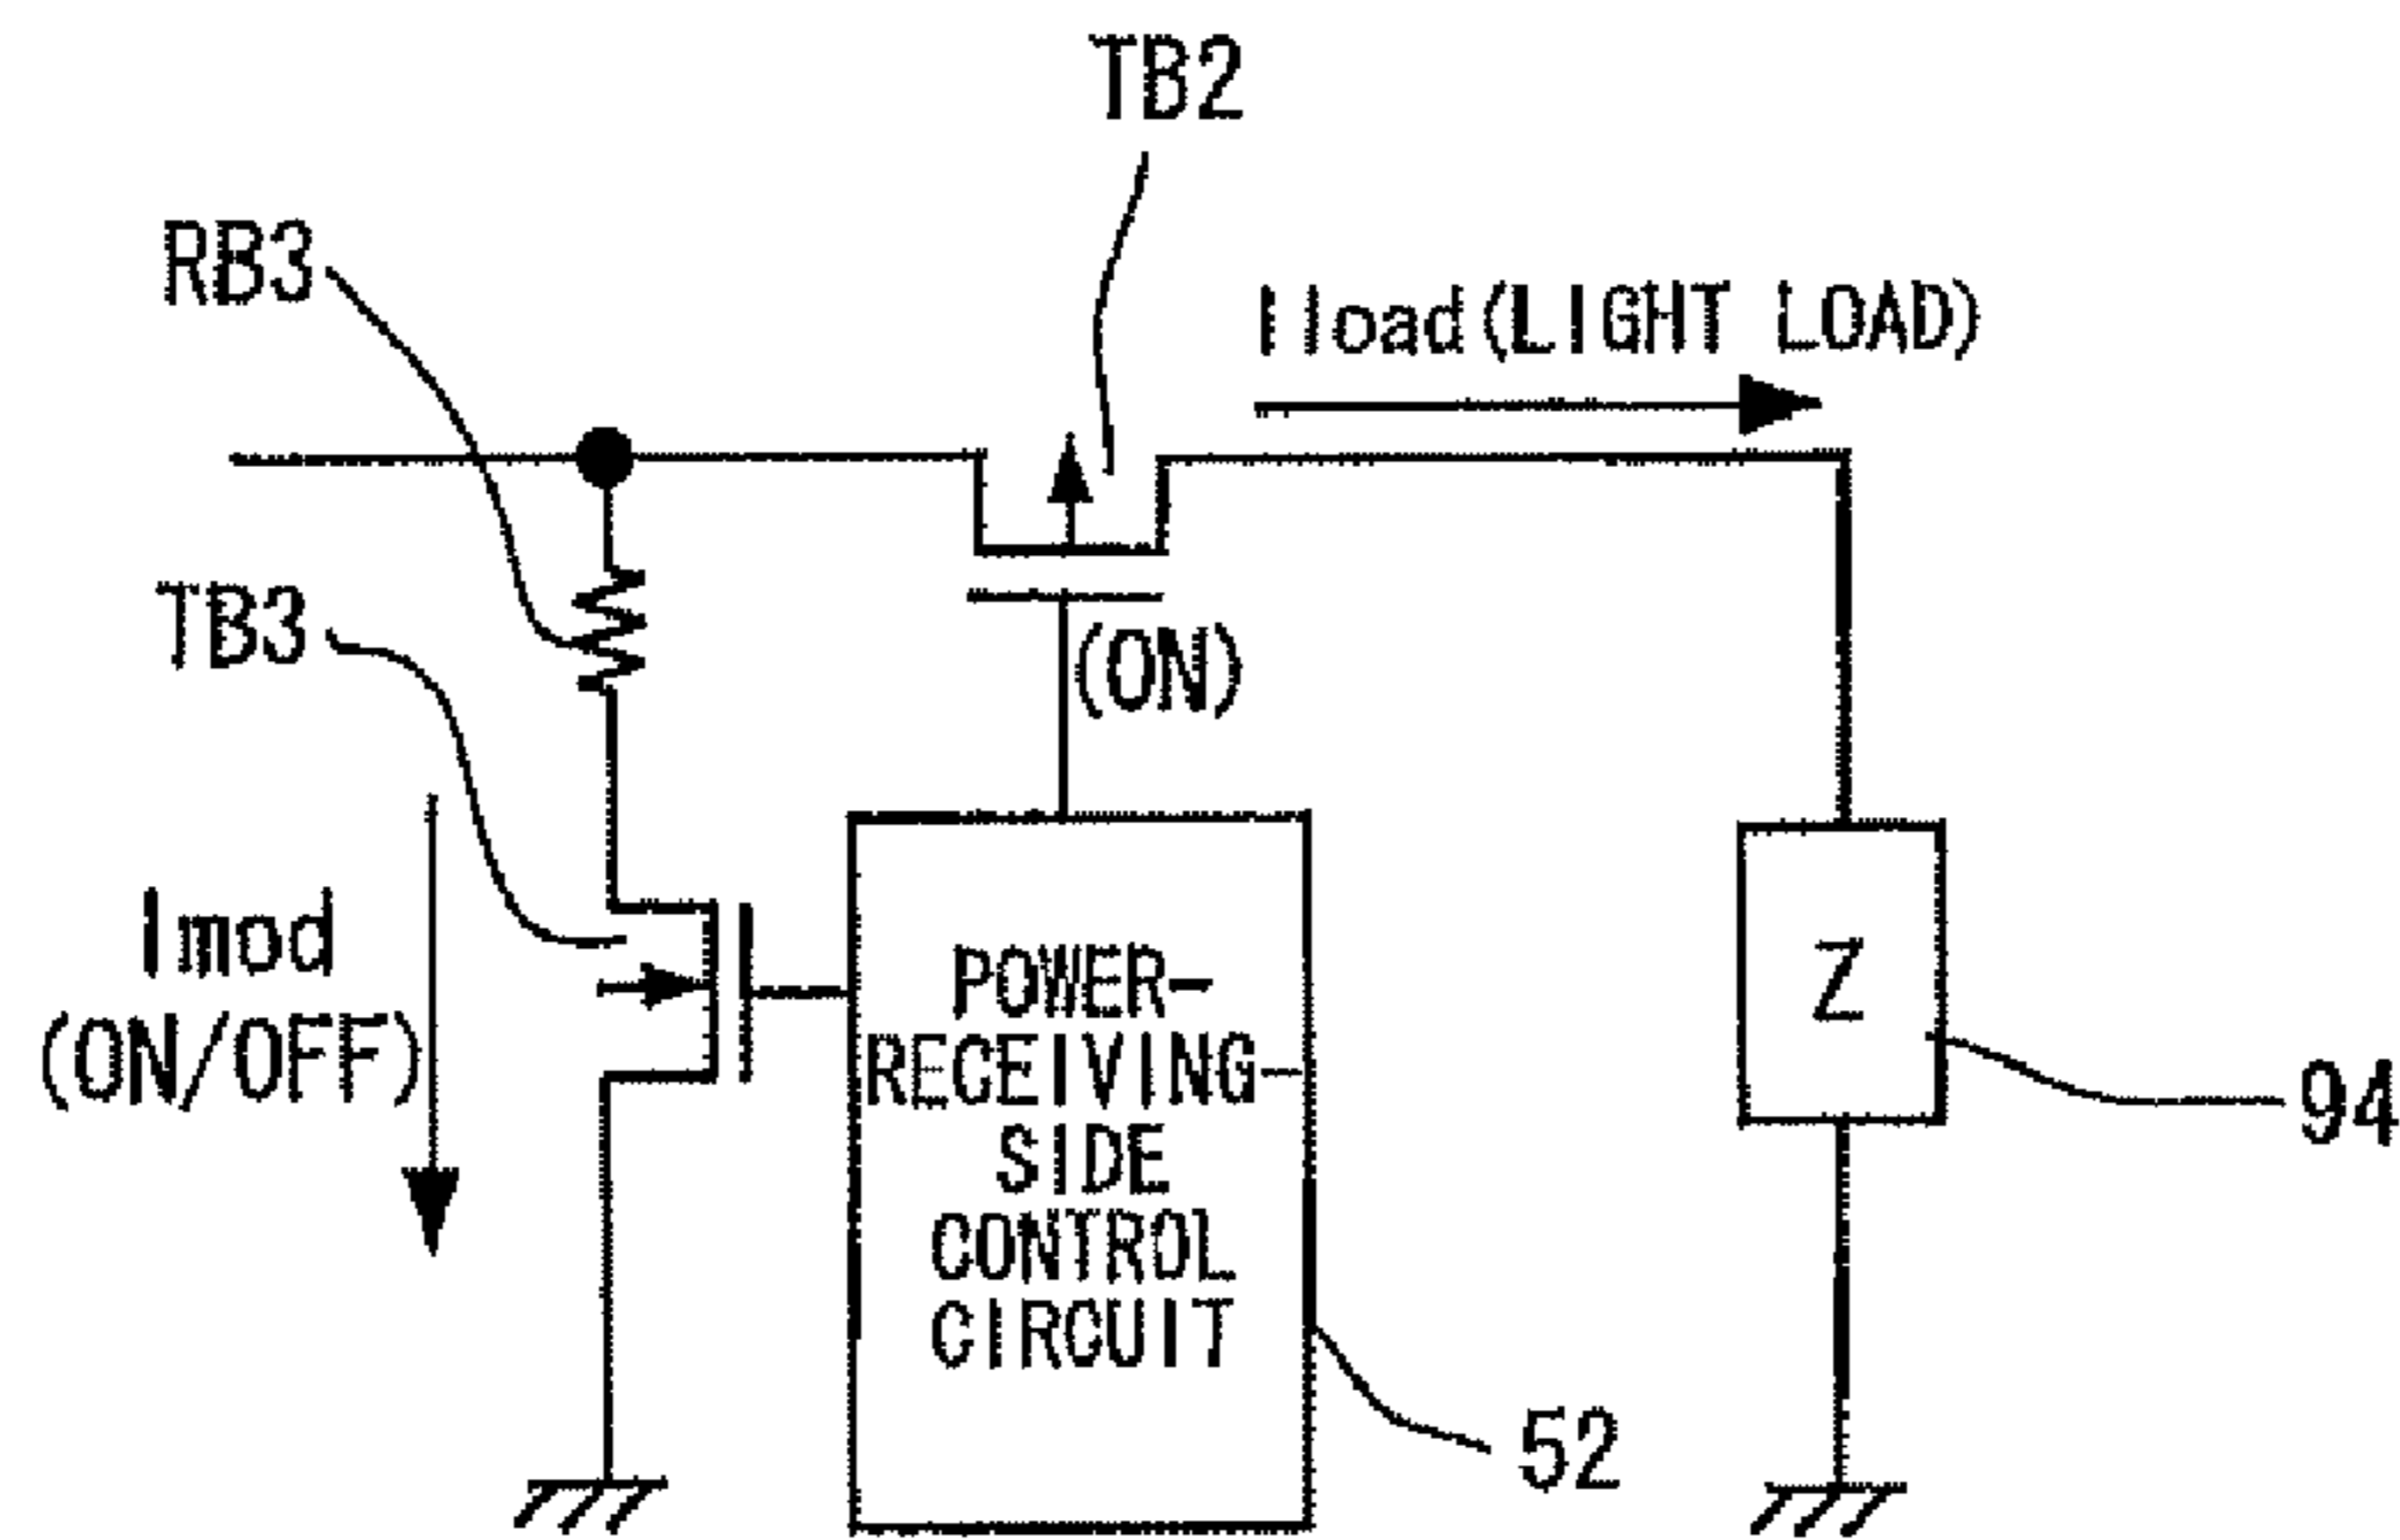 TB2
RB3
Iload(LIGHT LOAD)
TB3
(ON)
Imod
(ON/OFF)
POWER-
RECEIVING-
SIDE
CONTROL
CIRCUIT
Z
94
52